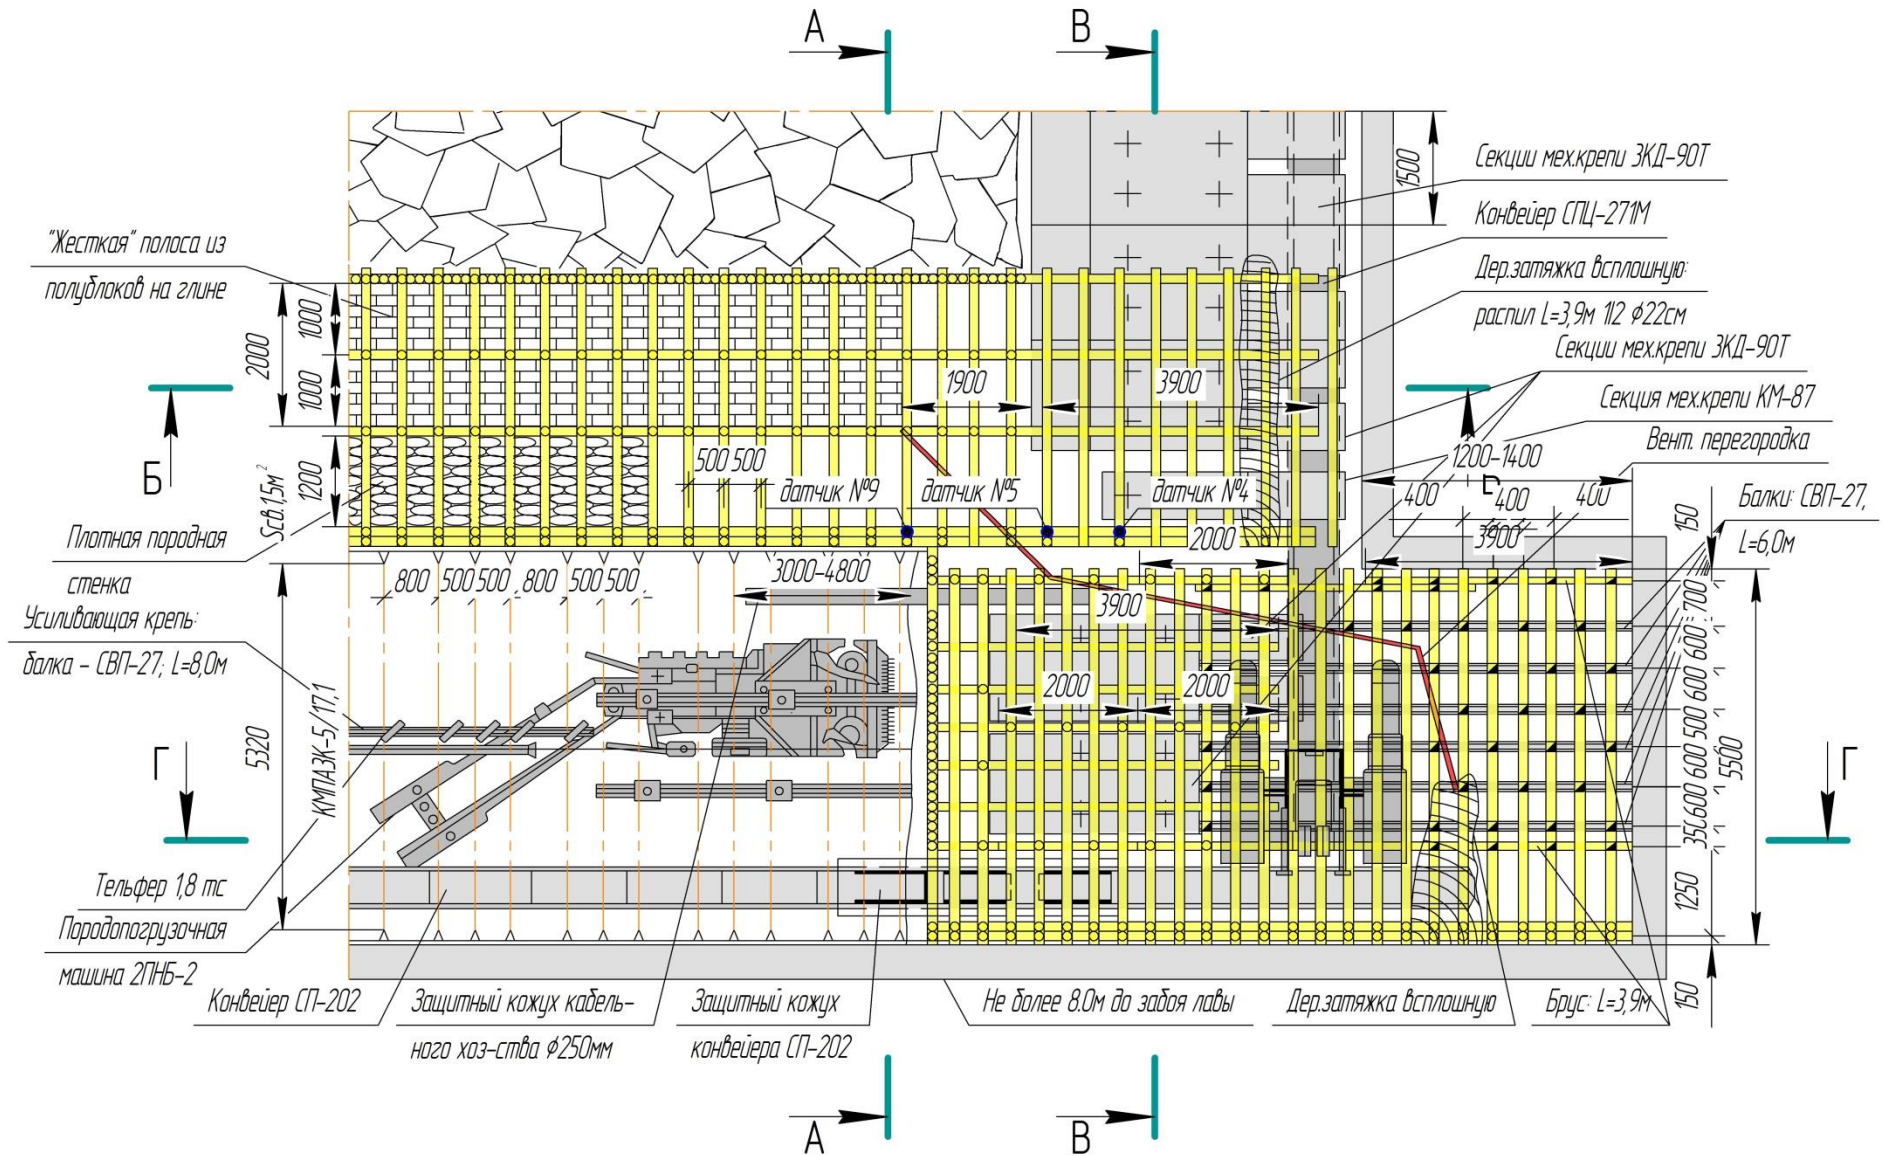 А
В
Секции мех.крепи 3КД-90Т
1500
Конвейер СПЦ-271М
"Жесткая" полоса из
полублоков на глине
Дер.затяжка всплошную:
распил L=3,9м 1\2 ϕ22см
1000
2000
1000
Секции мех.крепи 3КД-90Т
1900
3900
Секция мех.крепи КМ-87
Вент. перегородка
Б
1200-1400
500 500
Sсв.1,5м²
1200
датчик №9
датчик №5
датчик №4
400
400
400
Балки: СВП-27,
L=6,0м
150
Плотная породная
стенка
2000
3900
800
500 500
800
500 500
3000-4800
3900
Усиливающая крепь:
балка - СВП-27; L=8,0м
700
600
600
500
600
600
350
1250
5500
2000
2000
5320
КМПАЗК-5/17,1
Г
Г
Тельфер 1,8 тс
Породопогрузочная
машина 2ПНБ-2
Конвейер СП-202
Защитный кожух кабель-
ного хоз-ства ϕ250мм
Защитный кожух
конвейера СП-202
Не более 8.0м до забоя лавы
Дер.затяжка всплошную
Брус: L=3,9м
150
А
В